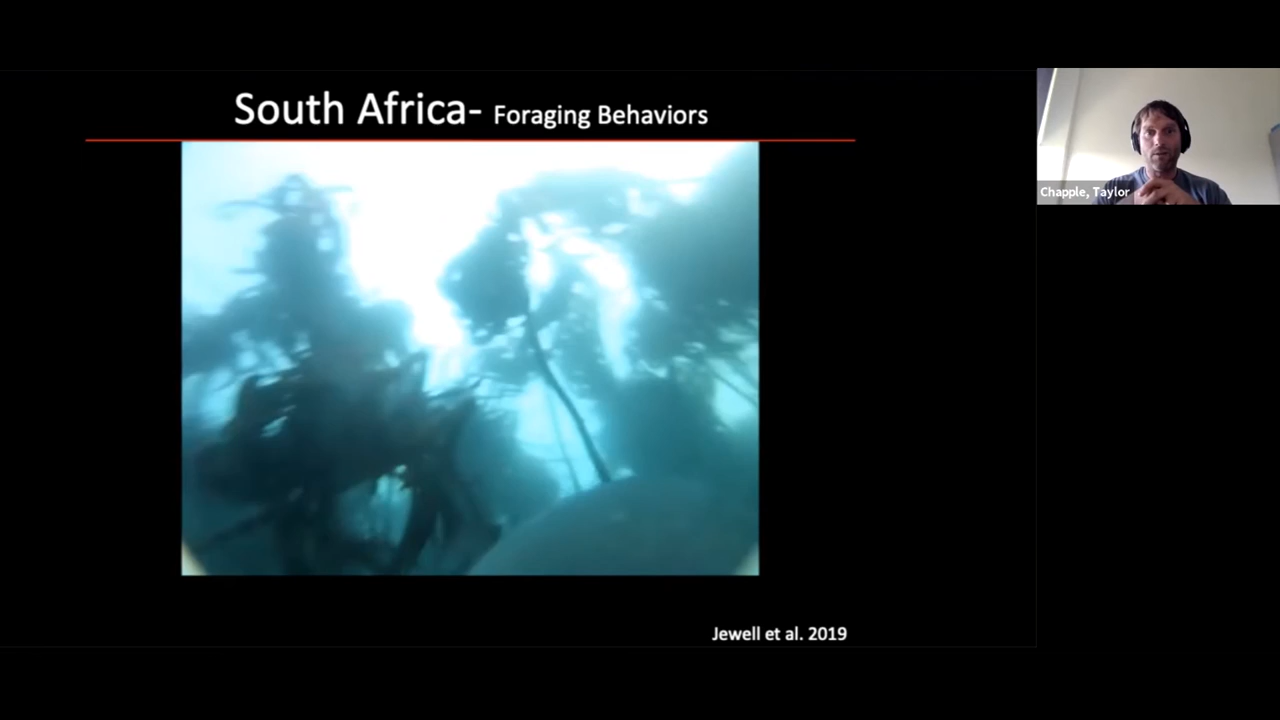 South Africa- Foraging Behaviors
Chapple, Taylor
Jewell et al. 2019